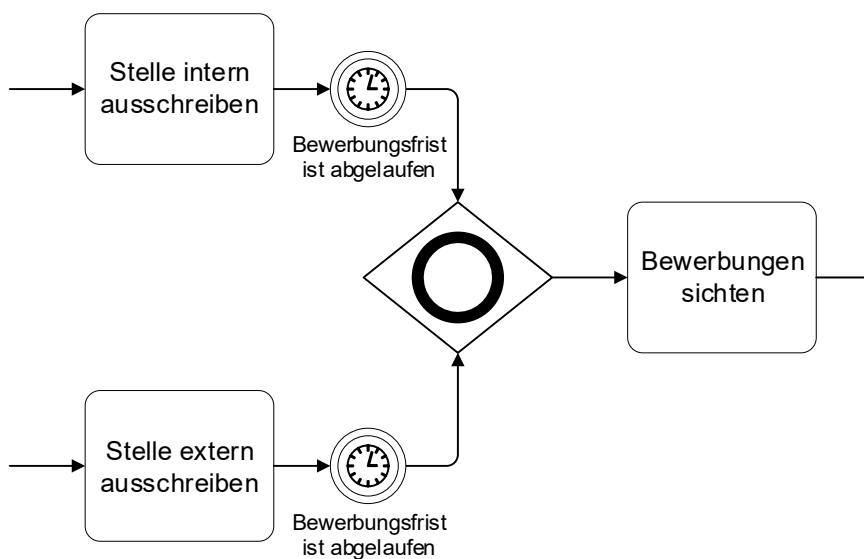 Stelle intern
ausschreiben
Bewerbungsfrist
ist abgelaufen
Bewerbungen
sichten
Stelle extern
ausschreiben
Bewerbungsfrist
ist abgelaufen